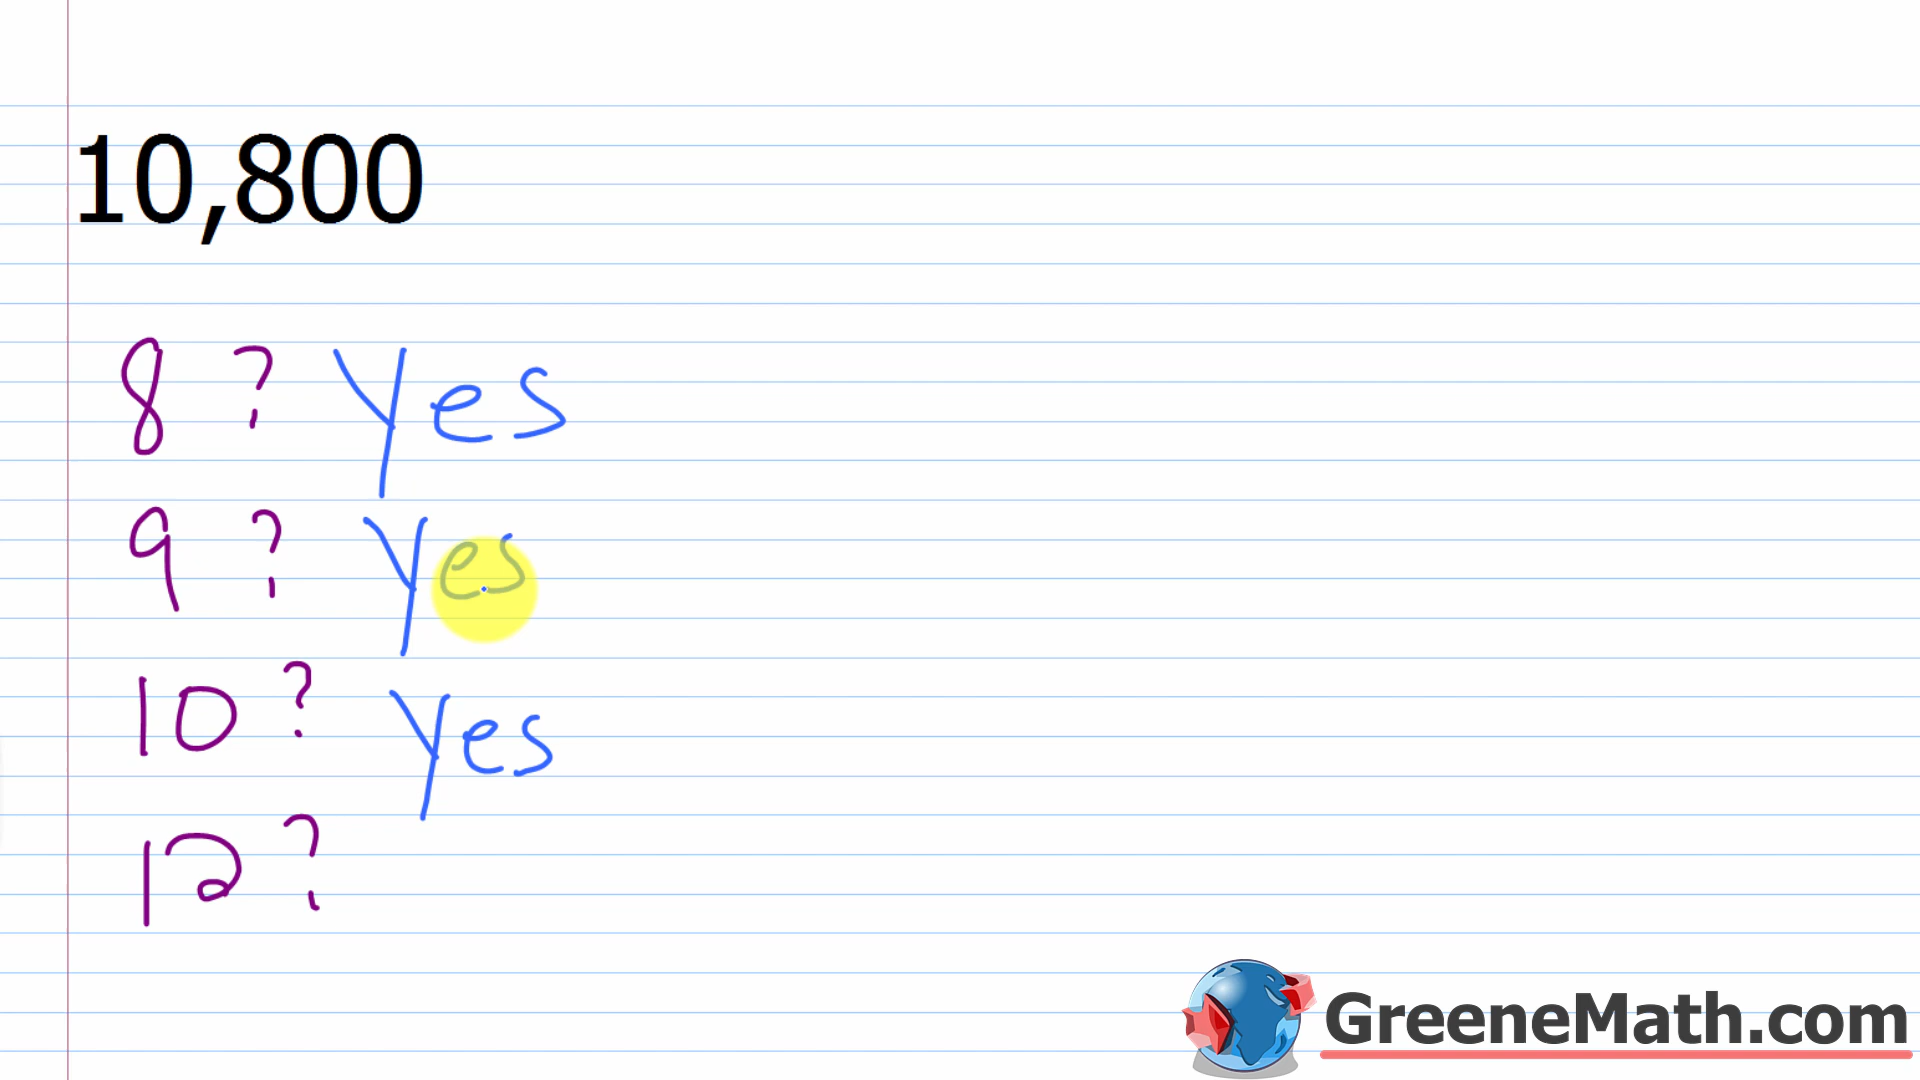 10,800
8 ? Yes
9 ? Yes
10 ? Yes
12 ?
GreeneMath.com